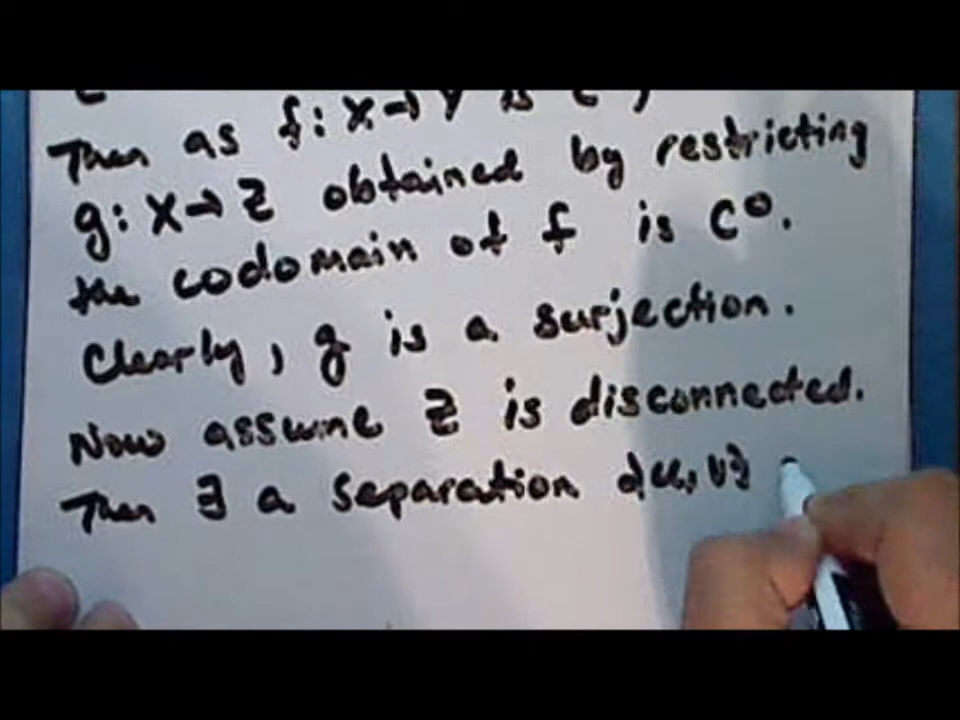 Then as f: X→Y is C
g: X→Z obtained by restricting
the codomain of f is C⁰.
Clearly, g is a surjection.
Now assume Z is disconnected.
Then ∃ a separation {U, V}